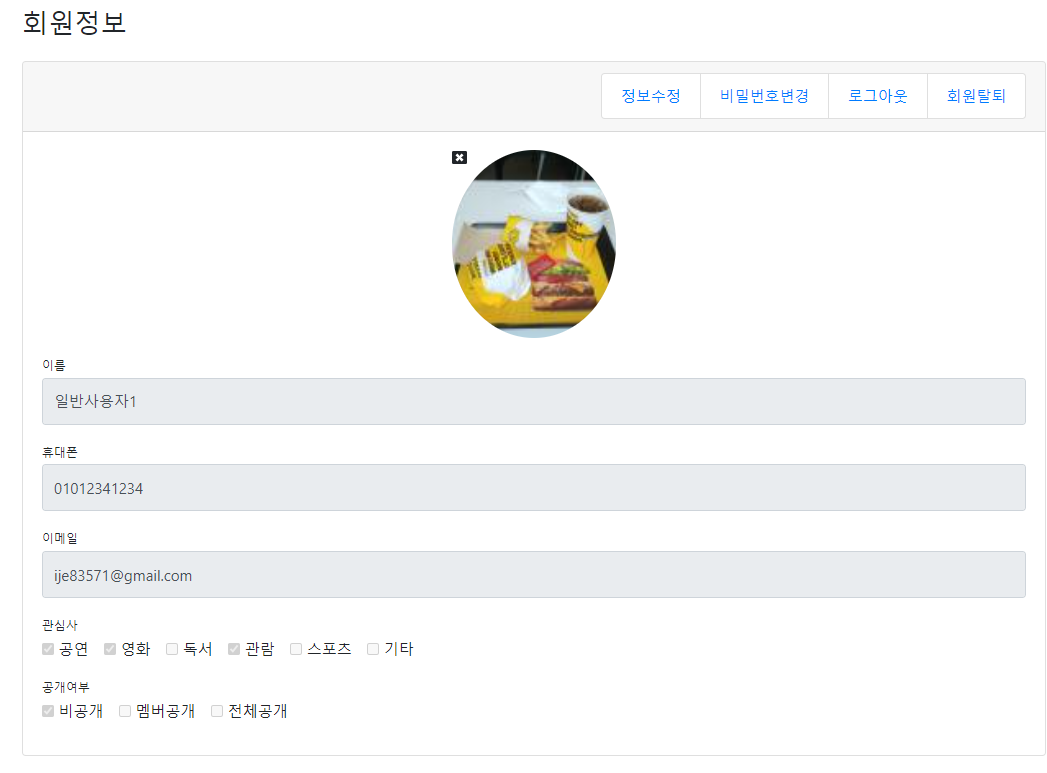 회원정보
정보수정 비밀번호변경 로그아웃 회원탈퇴
이름
일반사용자1
휴대폰
01012341234
이메일
ije83571@gmail.com
관심사
공연 영화 독서 관람 스포츠 기타
공개여부
비공개 멤버공개 전체공개